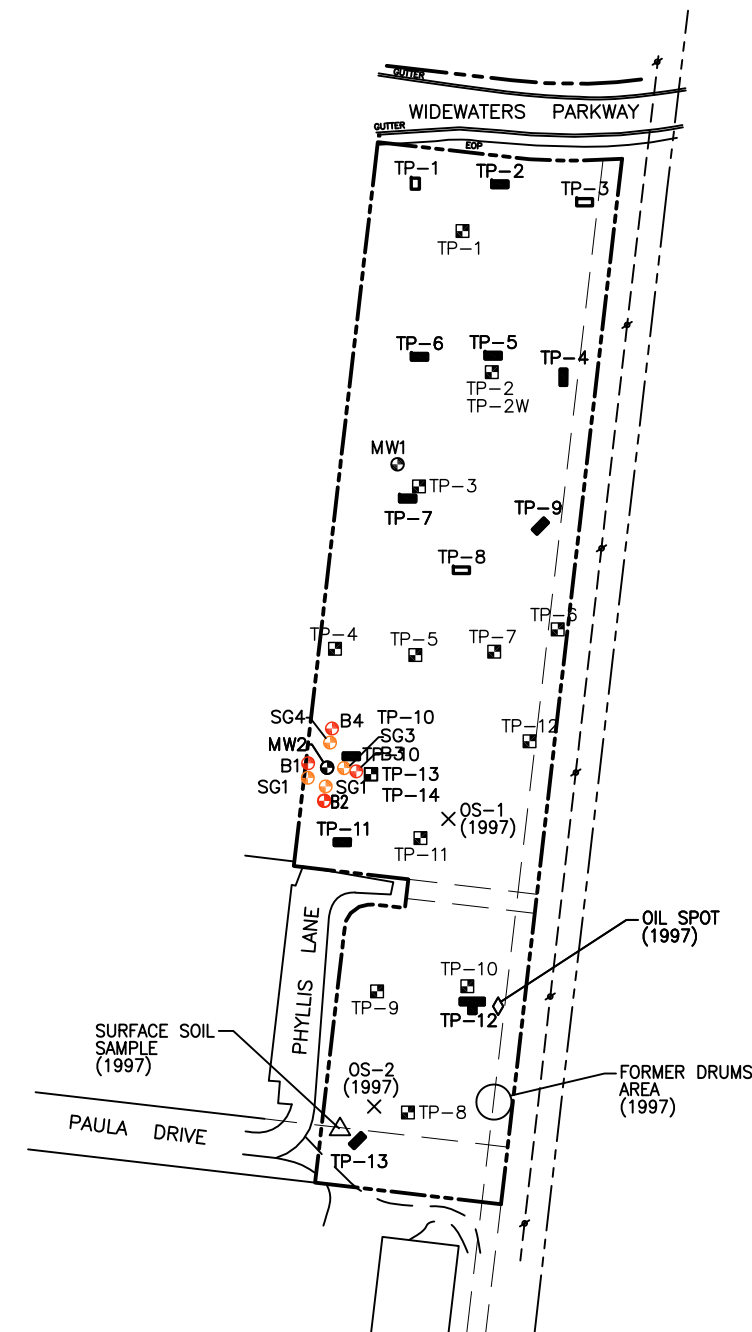 GUTTER
WIDEWATERS PARKWAY
GUTTER
EOP
TP-1
TP-2
TP-3
TP-1
TP-6
TP-5
TP-4
TP-2
TP-2W
MW1
TP-3
TP-7
TP-9
TP-8
TP-6
TP-4
TP-5
TP-7
SG4
B4
TP-10
SG3
TP-12
MW2
B3
TP-10
B1
TP-13
SG1
SG1
TP-14
B2
OS-1
(1997)
TP-11
TP-11
PHYLLIS LANE
OIL SPOT
(1997)
TP-10
TP-9
TP-12
SURFACE SOIL
SAMPLE
(1997)
OS-2
(1997)
FORMER DRUMS
AREA
(1997)
TP-8
PAULA DRIVE
TP-13